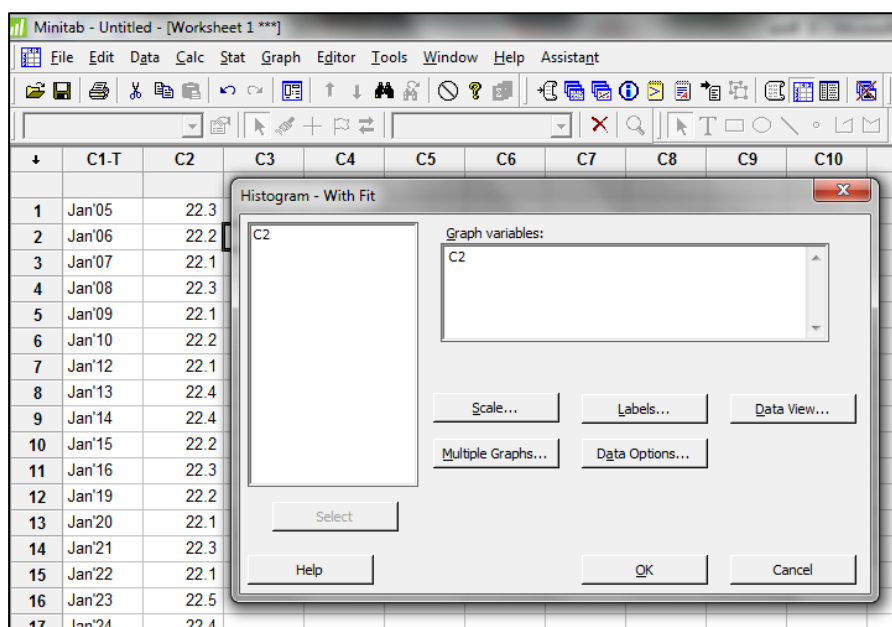 Minitab - Untitled - [Worksheet 1 ***]
File Edit Data Calc Stat Graph Editor Tools Window Help Assistant
C1-T C2 C3 C4 C5 C6 C7 C8 C9 C10
Histogram - With Fit
x
1 Jan'05 22.3
2 Jan'06 22.2
3 Jan'07 22.1
4 Jan'08 22.3
5 Jan'09 22.1
6 Jan'10 22.2
7 Jan'12 22.1
8 Jan'13 22.4
9 Jan'14 22.4
10 Jan'15 22.2
11 Jan'16 22.3
12 Jan'19 22.2
13 Jan'20 22.1
14 Jan'21 22.3
15 Jan'22 22.1
16 Jan'23 22.5
17 Jan'24 22.4
C2
Graph variables:
C2
Scale... Labels... Data View...
Multiple Graphs... Data Options...
Select
Help OK Cancel